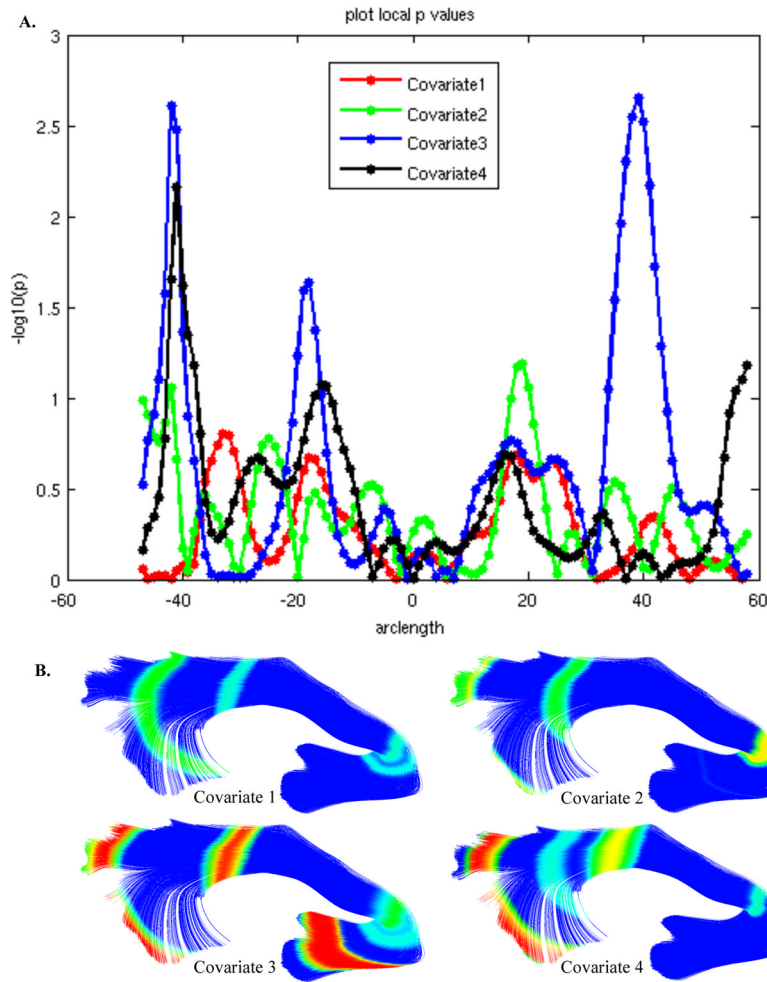 A.
plot local p values
3
2.5
2
1.5
1
0.5
0
-log10(p)
Covariate1
Covariate2
Covariate3
Covariate4
-60 -40 -20 0 20 40 60
arclength
B.
Covariate 1
Covariate 2
Covariate 3
Covariate 4